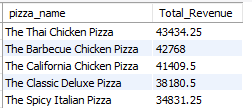 pizza_name Total_Revenue
The Thai Chicken Pizza 43434.25
The Barbecue Chicken Pizza 42768
The California Chicken Pizza 41409.5
The Classic Deluxe Pizza 38180.5
The Spicy Italian Pizza 34831.25